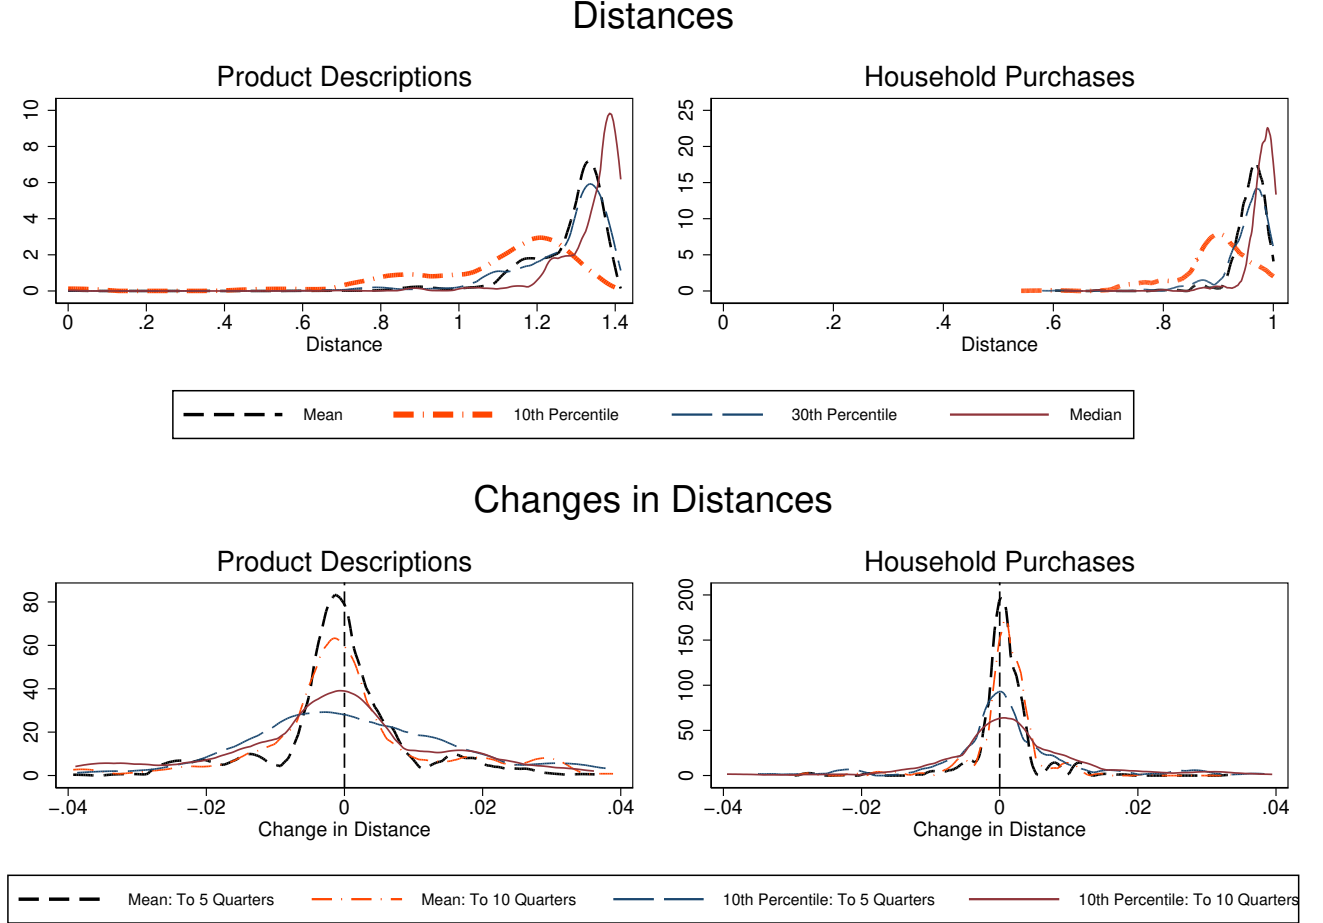 Distances
Product Descriptions
10
8
6
4
2
0
0 .2 .4 .6 .8 1 1.2 1.4
Distance
Household Purchases
25
20
15
10
5
0
0 .2 .4 .6 .8 1
Distance
Mean 10th Percentile 30th Percentile Median
Changes in Distances
Product Descriptions
80
60
40
20
0
−.04 −.02 0 .02 .04
Change in Distance
Household Purchases
200
150
100
50
0
−.04 −.02 0 .02 .04
Change in Distance
Mean: To 5 Quarters Mean: To 10 Quarters 10th Percentile: To 5 Quarters 10th Percentile: To 10 Quarters